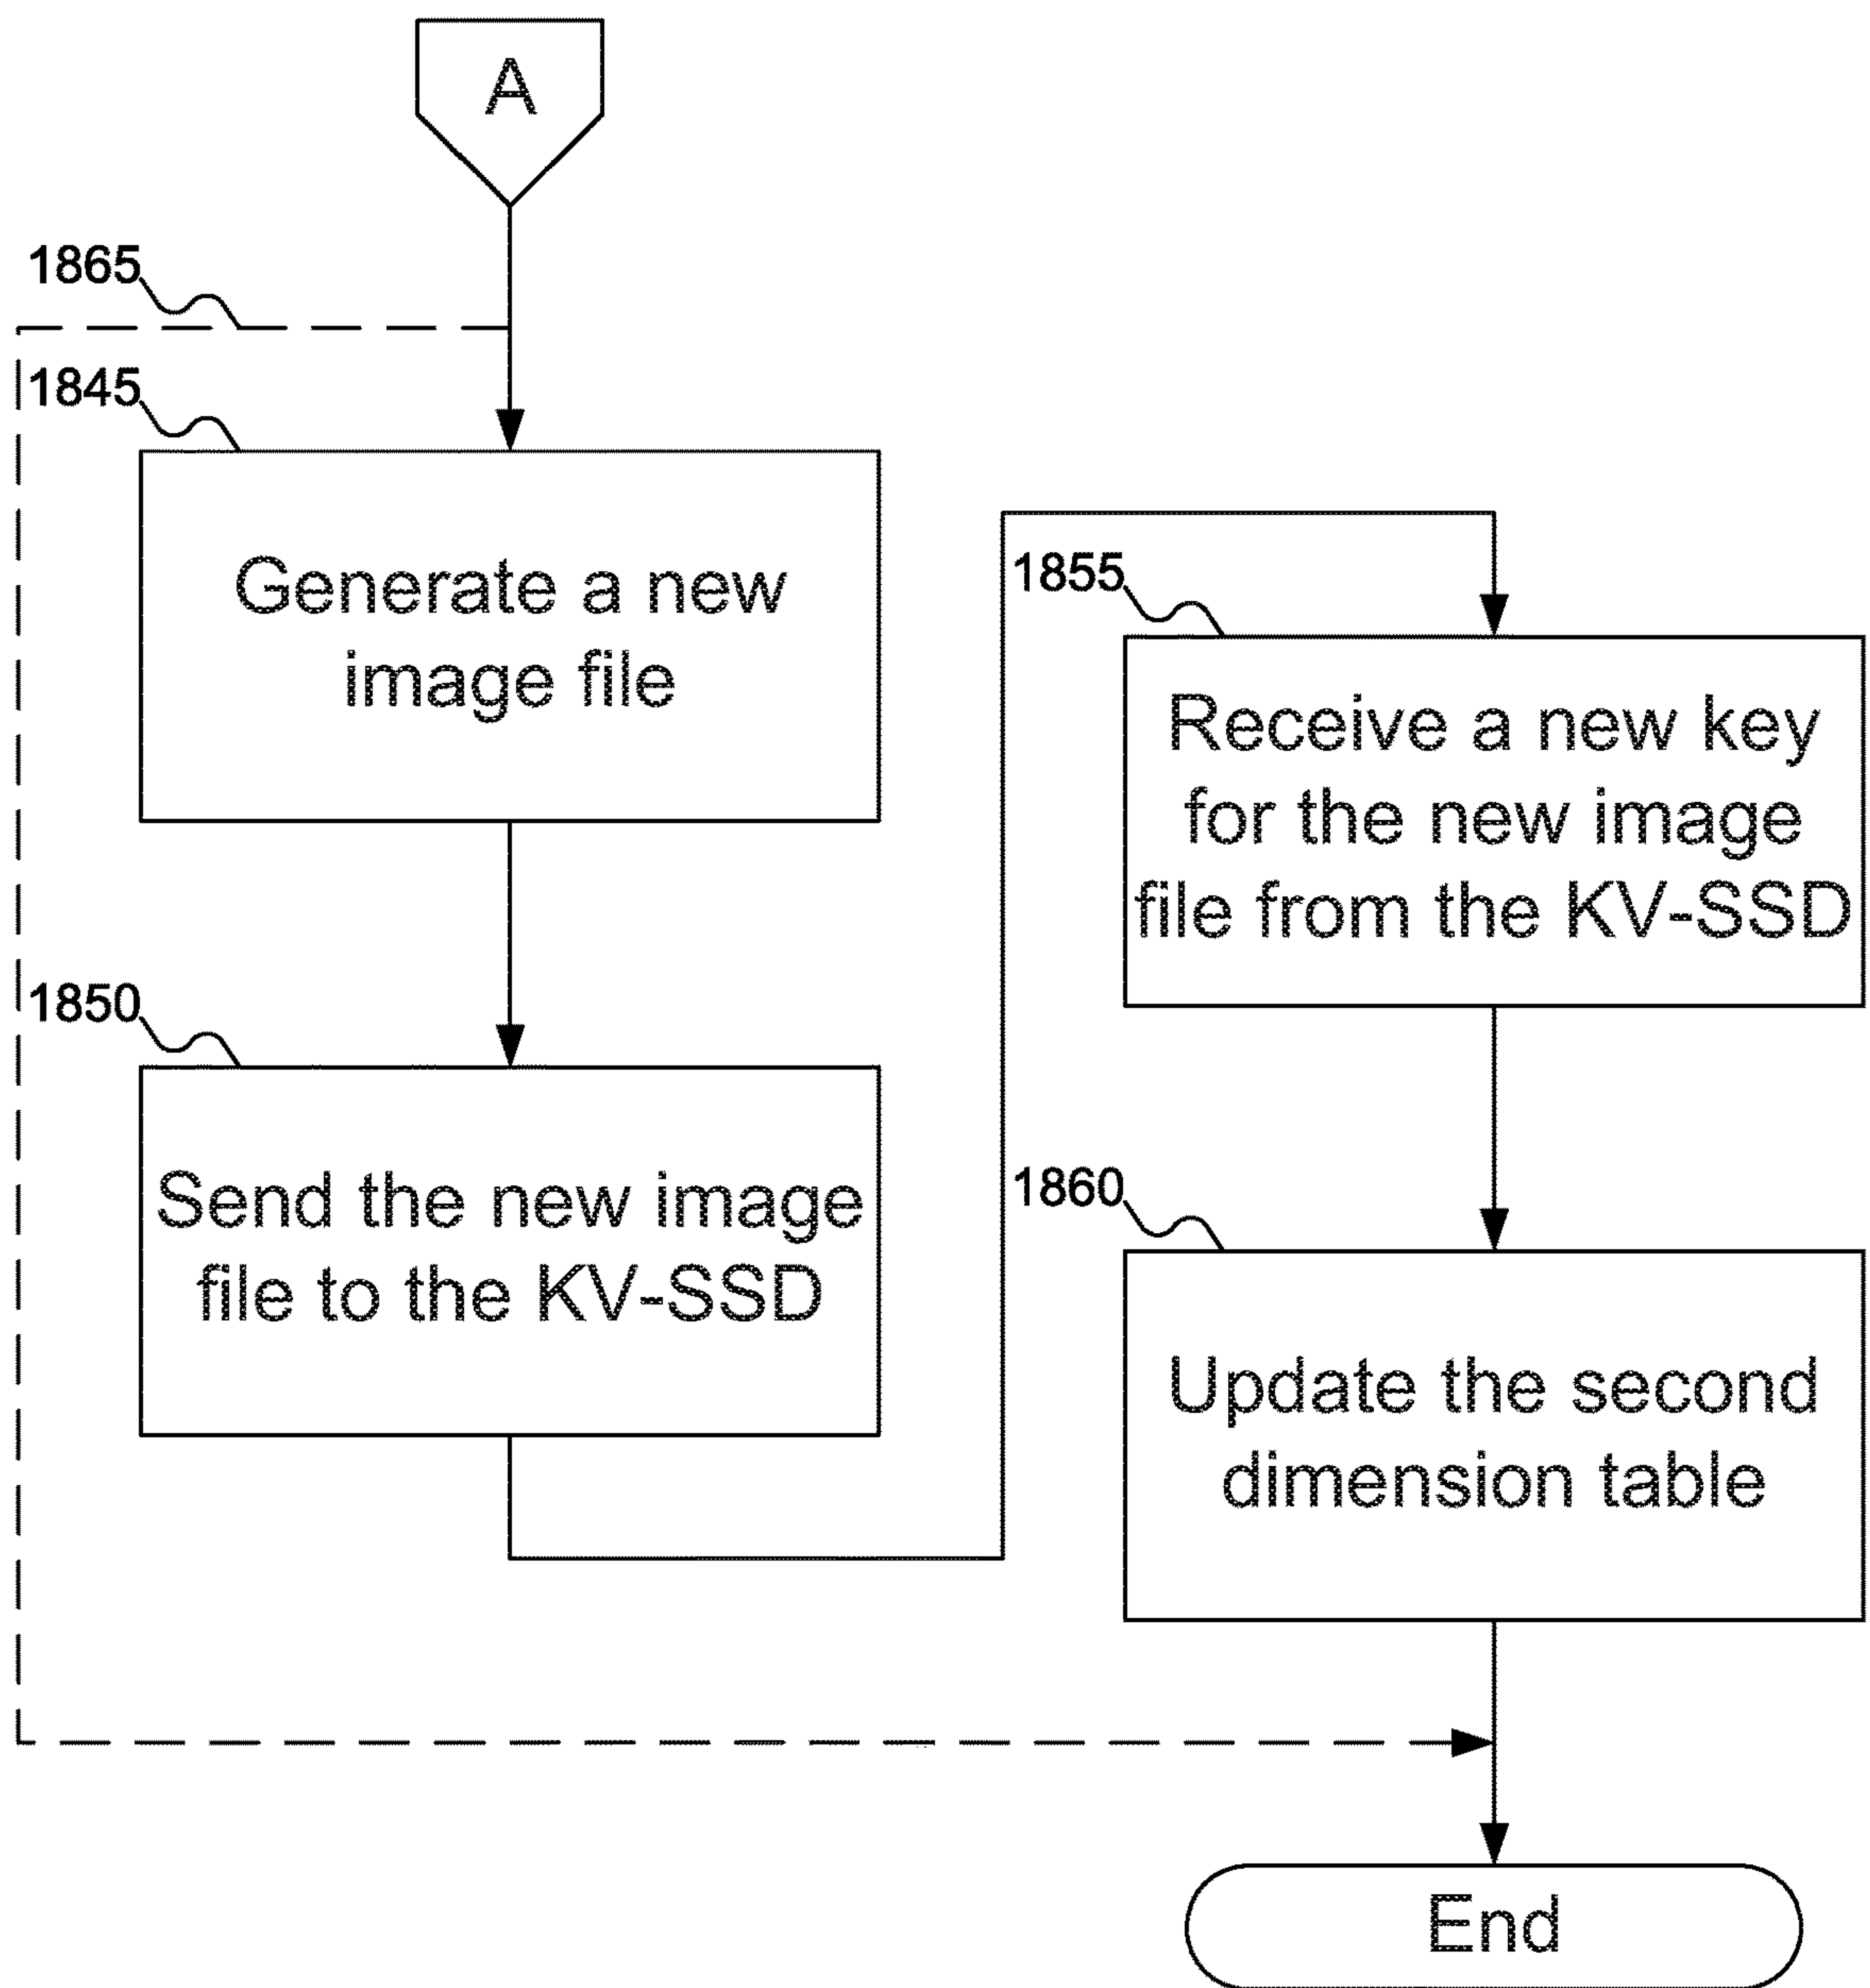 A
1865
1845
Generate a new
image file
1850
Send the new image
file to the KV-SSD
1855
Receive a new key
for the new image
file from the KV-SSD
1860
Update the second
dimension table
End